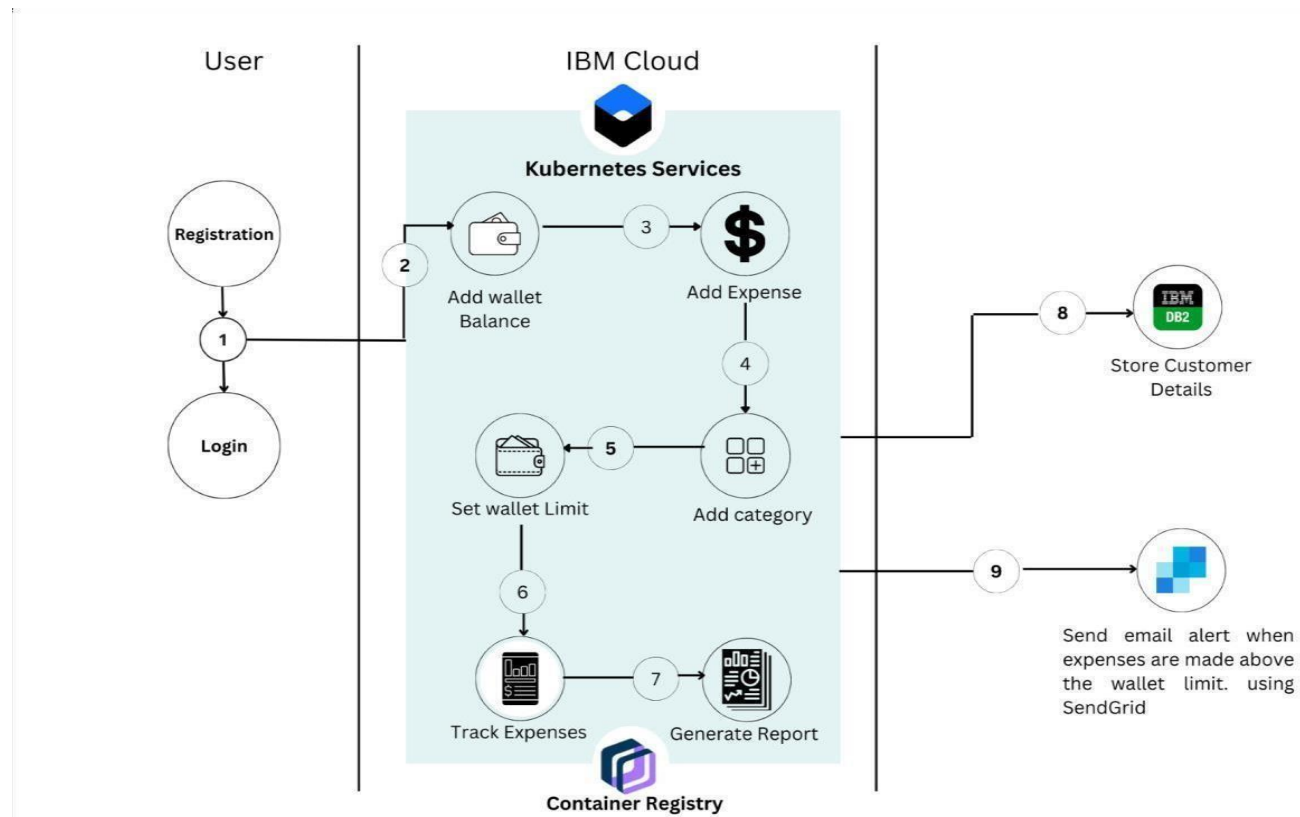 User
IBM Cloud
Kubernetes Services
Registration
2
3
Add wallet
Balance
Add Expense
1
8
IBM
DB2
Store Customer
Details
4
Login
5
Set wallet Limit
Add category
6
9
Send email alert when
expenses are made above
the wallet limit. using
SendGrid
7
Track Expenses
Generate Report
Container Registry